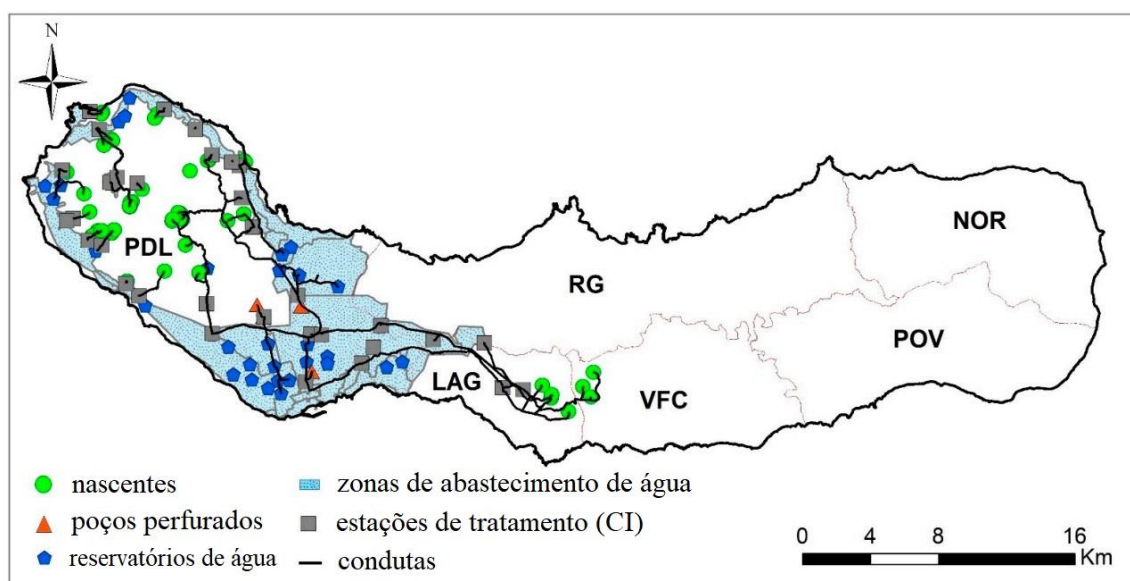 N
PDL
RG
NOR
POV
LAG
VFC
nascentes
poços perfurados
reservatórios de água
zonas de abastecimento de água
estações de tratamento (CI)
condutas
0 4 8 16
Km